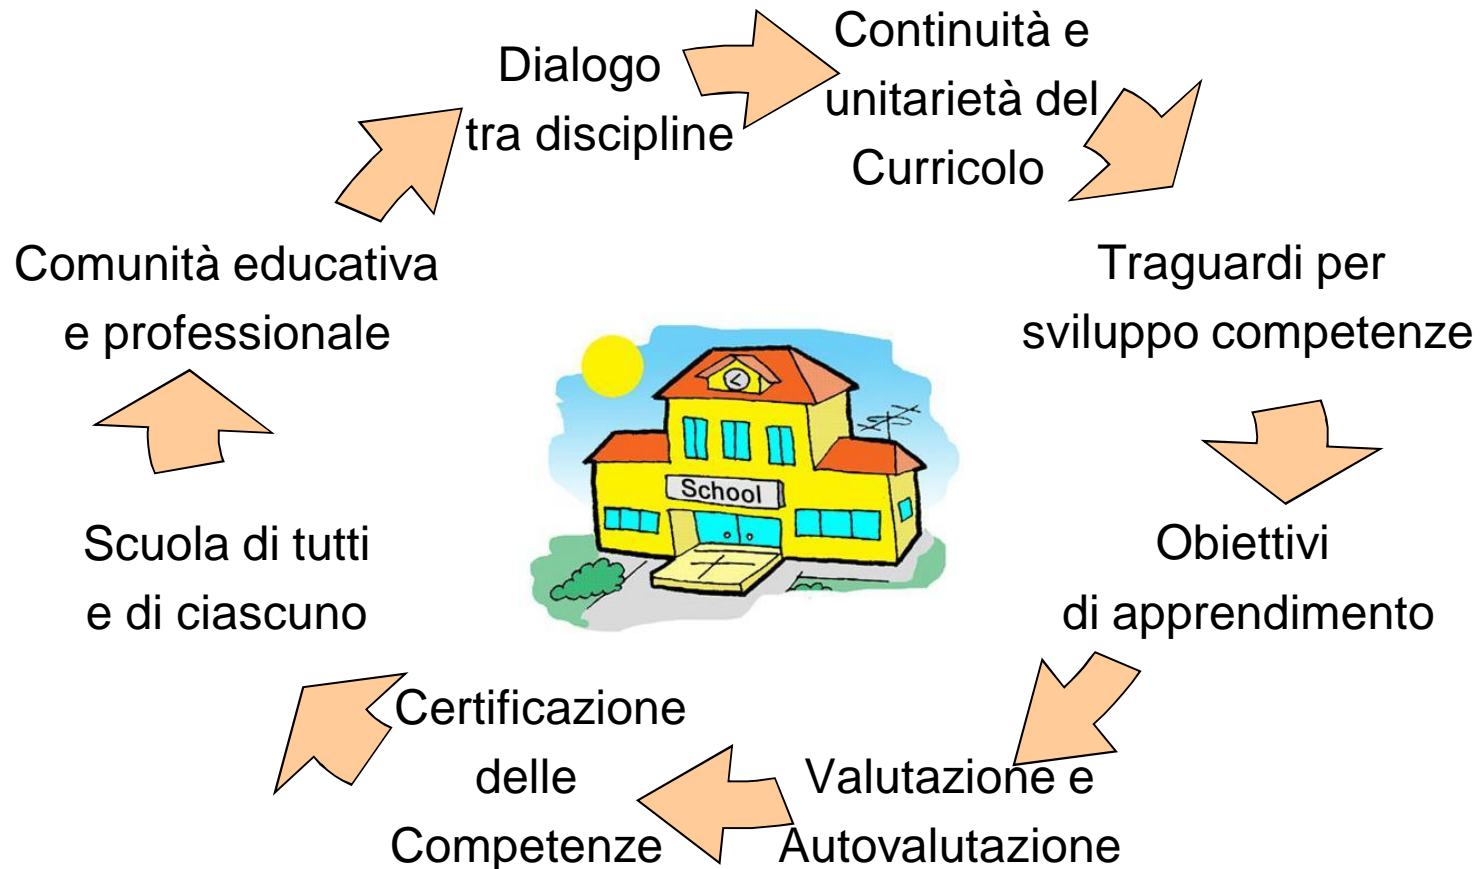 Dialogo
tra discipline
Continuità e
unitarietà del
Curricolo
Traguardi per
sviluppo competenze
Obiettivi
di apprendimento
Valutazione e
Autovalutazione
Certificazione
delle
Competenze
Scuola di tutti
e di ciascuno
Comunità educativa
e professionale
School